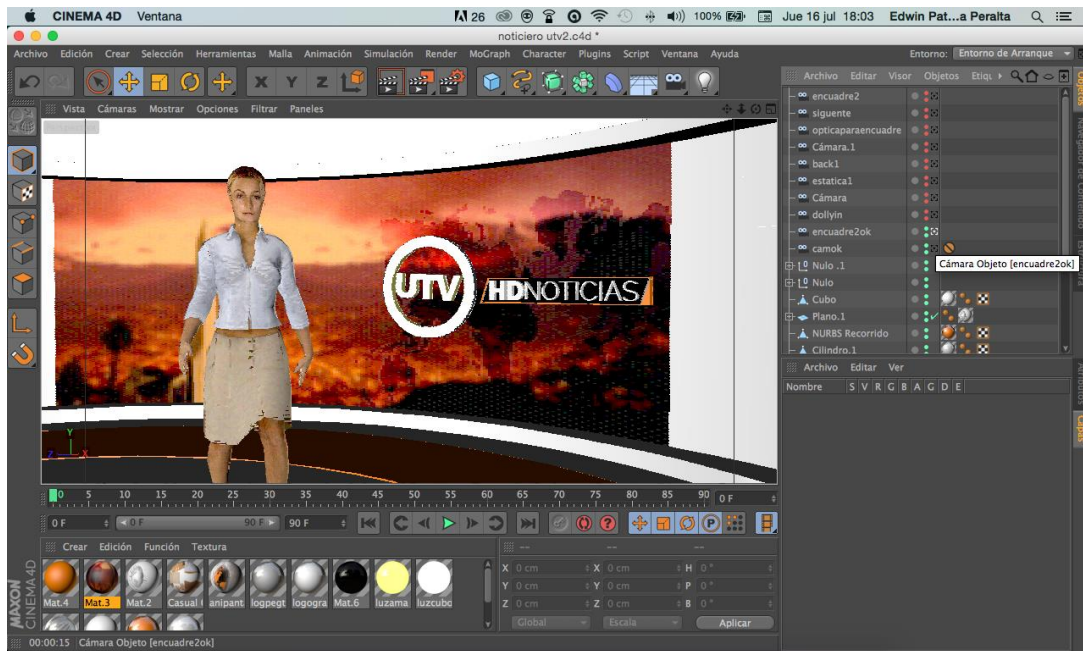 CINEMA 4D Ventana 26 100% Jue 16 jul 18:03 Edwin Pat...a Peralta
noticiero utv2.c4d *
Archivo Edición Crear Selección Herramientas Malla Animación Simulación Render MoGraph Character Plugins Script Ventana Ayuda Entorno: Entorno de Arranque
X Y Z
Archivo Editar Visor Objetos Etiqu
Vista Cámaras Mostrar Opciones Filtrar Paneles
encuadre2
siguente
opticaparaencuadre
Cámara.1
back1
estatica1
Cámara
dollyin
encuadre2ok
camok
Cámara Objeto [encuadre2ok]
Nulo .1
Nulo
Cubo
Plano.1
NURBS Recorrido
Cilindro.1
UTV HDNOTICIAS
Y
Z X
Archivo Editar Ver
Nombre S V R G B A G D E
0 5 10 15 20 25 30 35 40 45 50 55 60 65 70 75 80 85 90 0 F
0 F 0 F 90 F 90 F P
Crear Edición Función Textura
-- -- --
X 0 cm X 0 cm H 0 °
Y 0 cm Y 0 cm P 0 °
Z 0 cm Z 0 cm B 0 °
Global Escala Aplicar
Mat.4 Mat.3 Mat.2 Casual anipant logpegt logogra Mat.6 luzama luzcubo
MAXON
CINEMA 4D
00:00:15 Cámara Objeto [encuadre2ok]